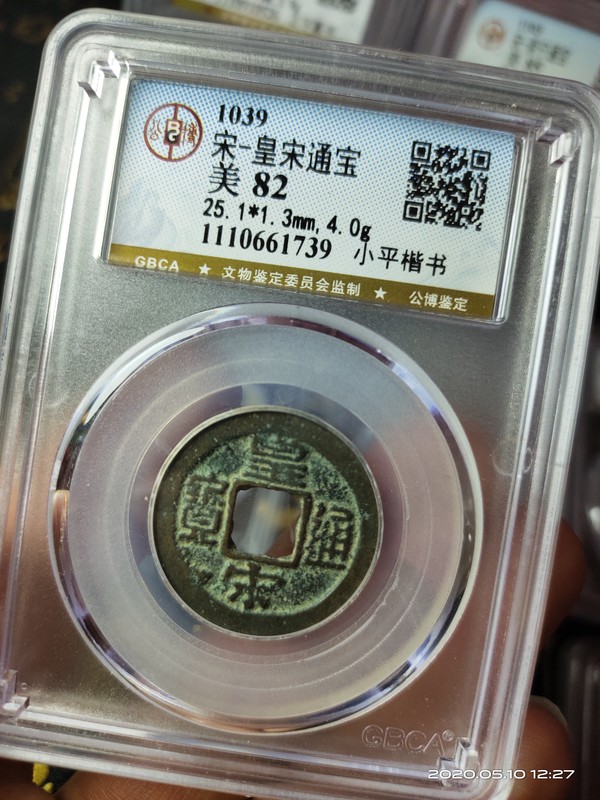 1039
宋-皇宋通宝
美 82
25.1*1.3mm,4.0g
1110661739 小平楷书
GBCA ★ 文物鉴定委员会监制 ★ 公博鉴定
皇宋通寶
GBCA
2020.05.10 12:27